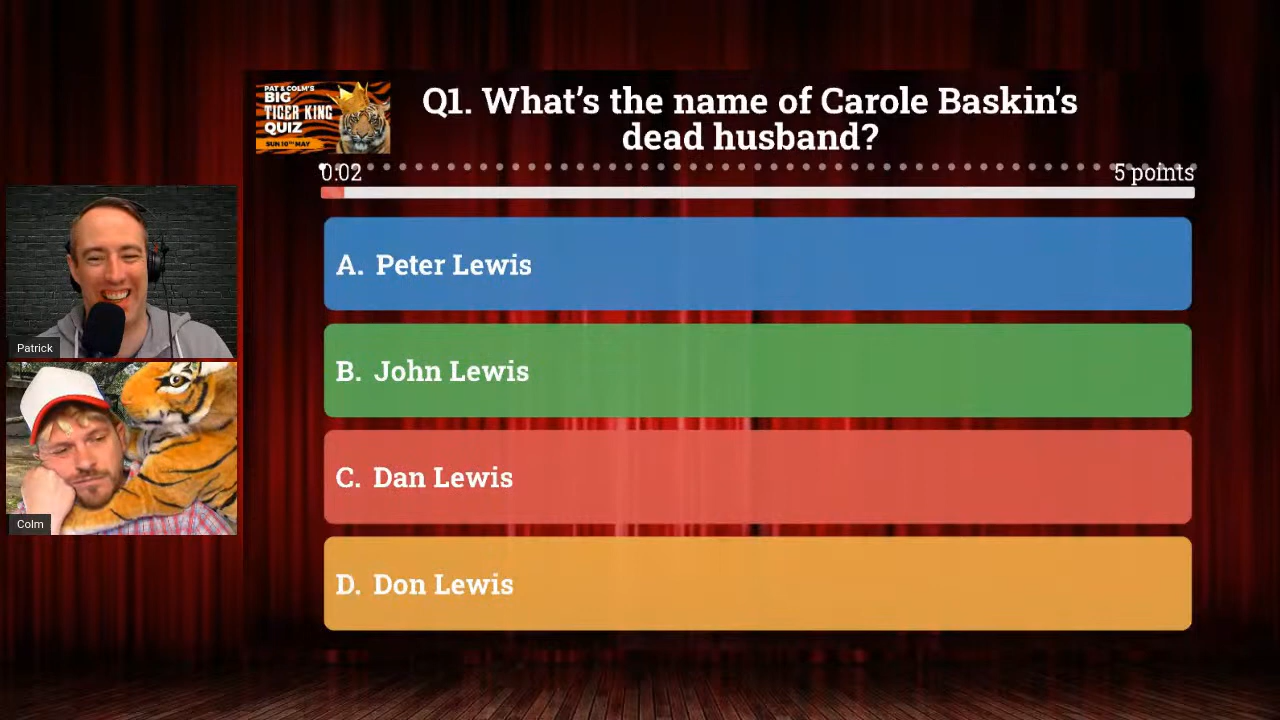 PAT & COLM'S
BIG
TIGER KING
QUIZ
SUN 10TH MAY
Q1. What's the name of Carole Baskin's
dead husband?
0:02
5 points
A. Peter Lewis
B. John Lewis
C. Dan Lewis
D. Don Lewis
Patrick
Colm